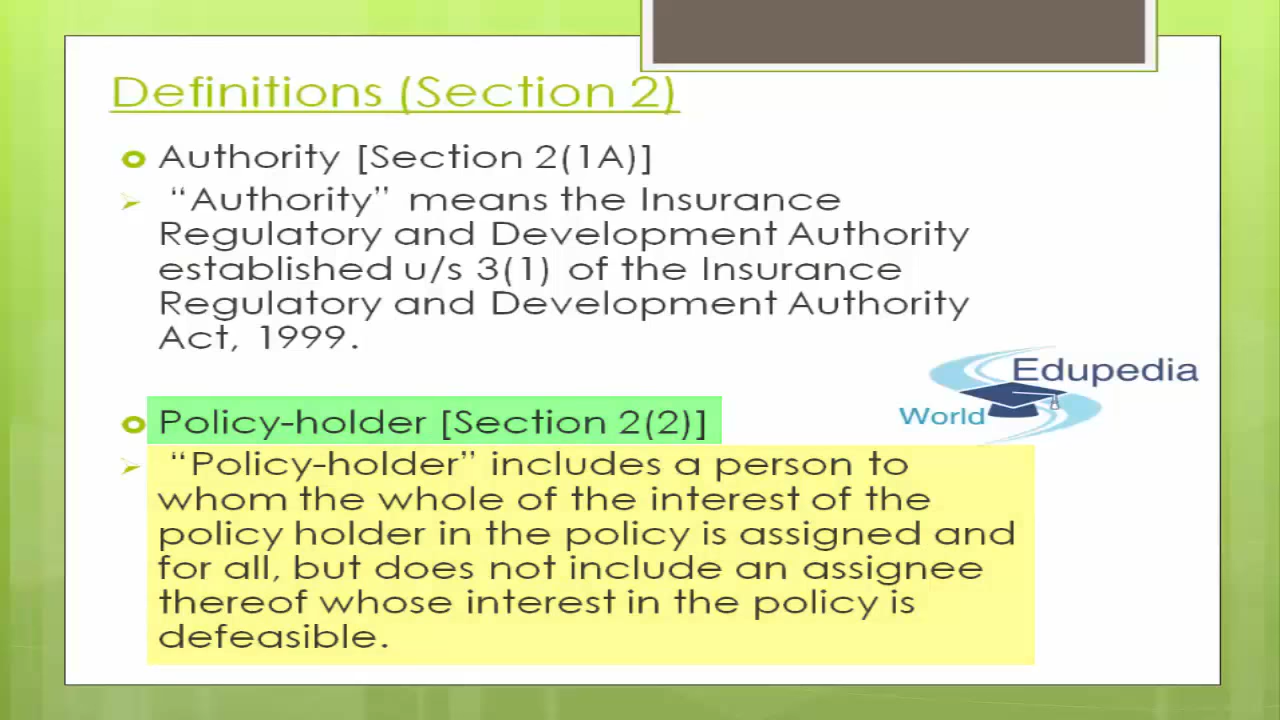 Definitions (Section 2)
Authority [Section 2(1A)]
“Authority” means the Insurance
Regulatory and Development Authority
established u/s 3(1) of the Insurance
Regulatory and Development Authority
Act, 1999.
Edupedia
World
Policy-holder [Section 2(2)]
“Policy-holder” includes a person to
whom the whole of the interest of the
policy holder in the policy is assigned and
for all, but does not include an assignee
thereof whose interest in the policy is
defeasible.